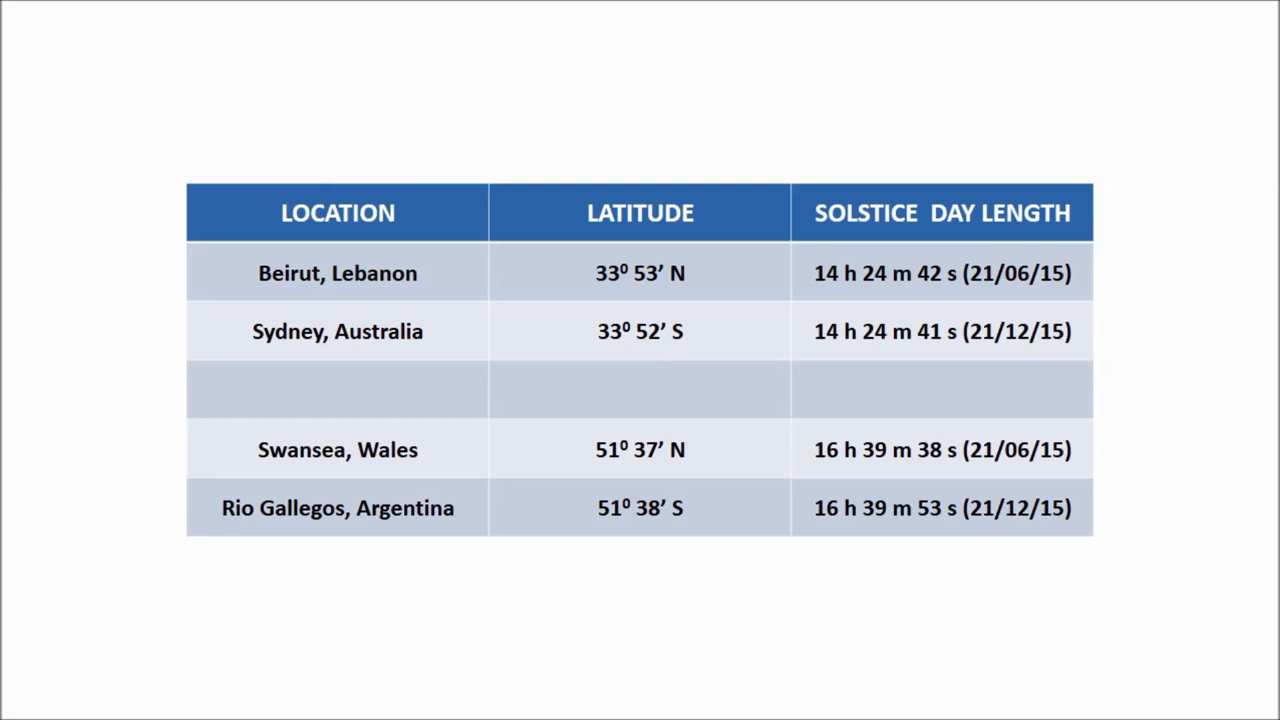 LOCATION LATITUDE SOLSTICE DAY LENGTH
Beirut, Lebanon 33⁰ 53’ N 14 h 24 m 42 s (21/06/15)
Sydney, Australia 33⁰ 52’ S 14 h 24 m 41 s (21/12/15)
Swansea, Wales 51⁰ 37’ N 16 h 39 m 38 s (21/06/15)
Rio Gallegos, Argentina 51⁰ 38’ S 16 h 39 m 53 s (21/12/15)